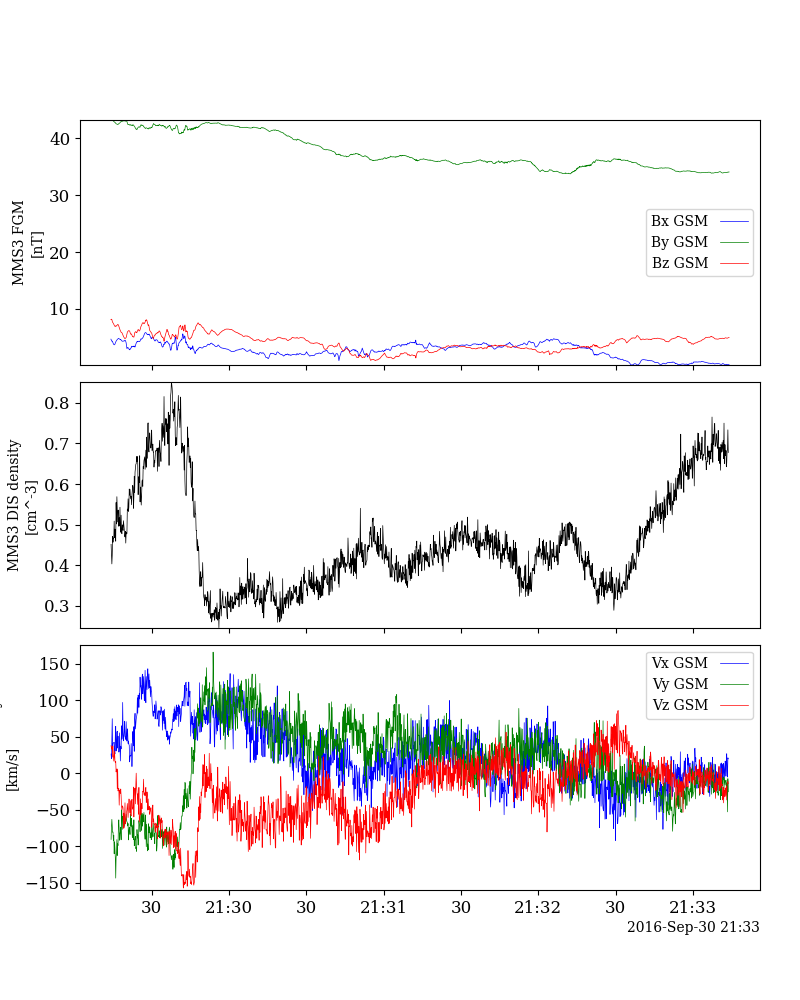 40
30
20
10
MMS3 FGM
[nT]
Bx GSM
By GSM
Bz GSM
0.8
0.7
0.6
0.5
0.4
0.3
MMS3 DIS density
[cm^-3]
150
100
50
0
−50
−100
−150
[km/s]
Vx GSM
Vy GSM
Vz GSM
30 21:30 30 21:31 30 21:32 30 21:33
2016-Sep-30 21:33